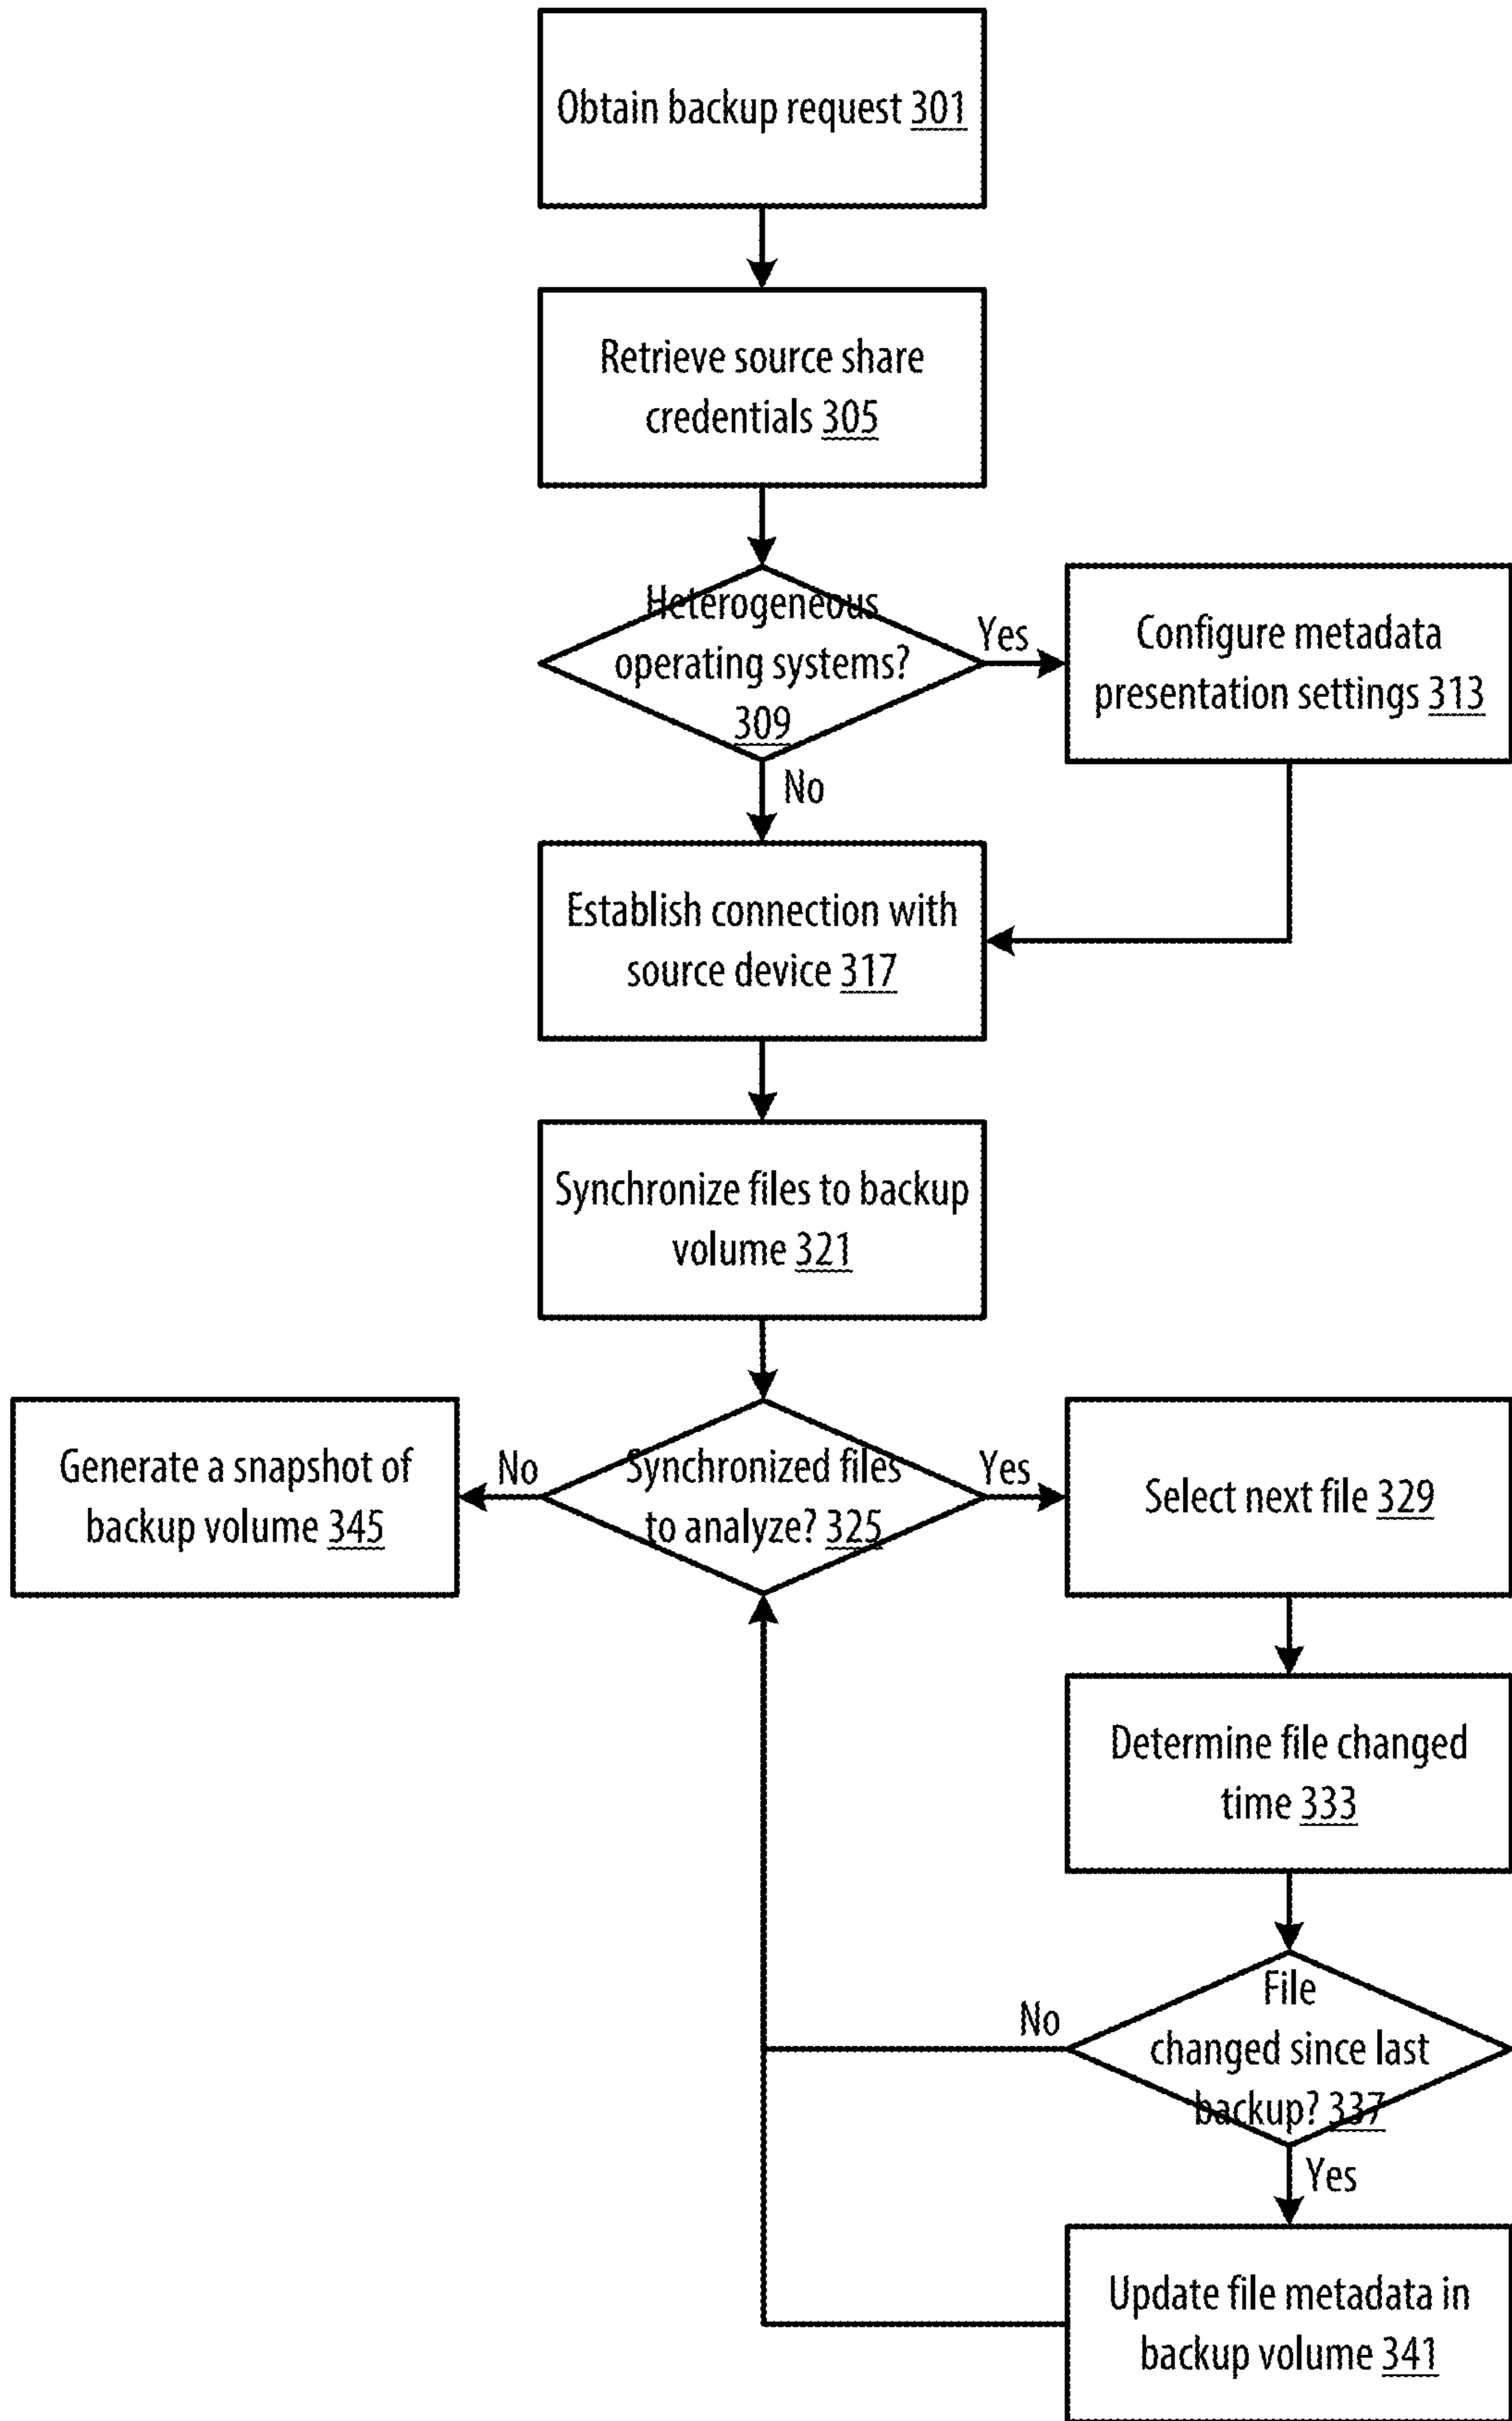 Obtain backup request 301
Retrieve source share
credentials 305
Heterogeneous
operating systems?
309
Yes
Configure metadata
presentation settings 313
No
Establish connection with
source device 317
Synchronize files to backup
volume 321
Generate a snapshot of
backup volume 345
No
Synchronized files
to analyze? 325
Yes
Select next file 329
Determine file changed
time 333
No
File
changed since last
backup? 337
Yes
Update file metadata in
backup volume 341